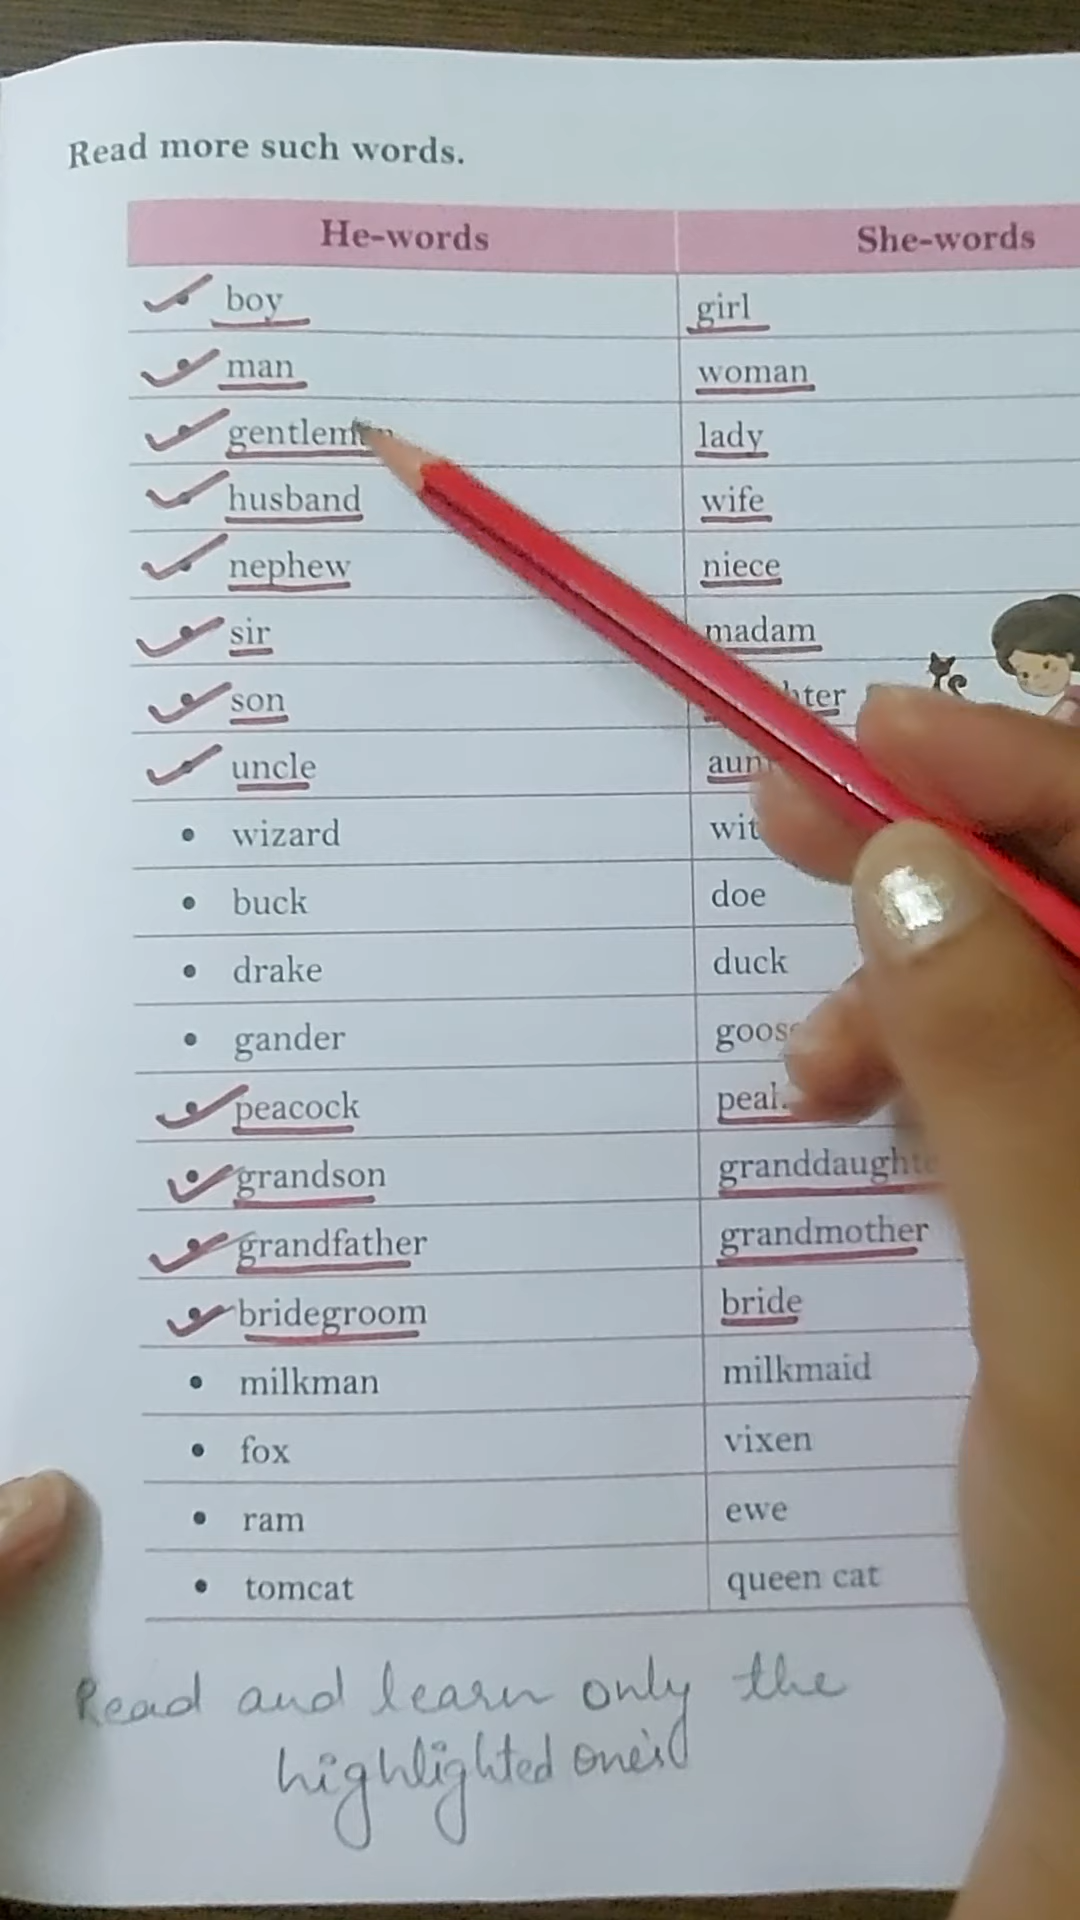 Read more such words.
He-words She-words
boy girl
man woman
lady
husband wife
nephew niece
sir madam
son
uncle
wizard
buck doe
drake duck
gander
peacock
grandson
grandfather grandmother
bridegroom bride
milkman milkmaid
fox vixen
ram ewe
tomcat queen cat
Read and learn only the
highlighted one's